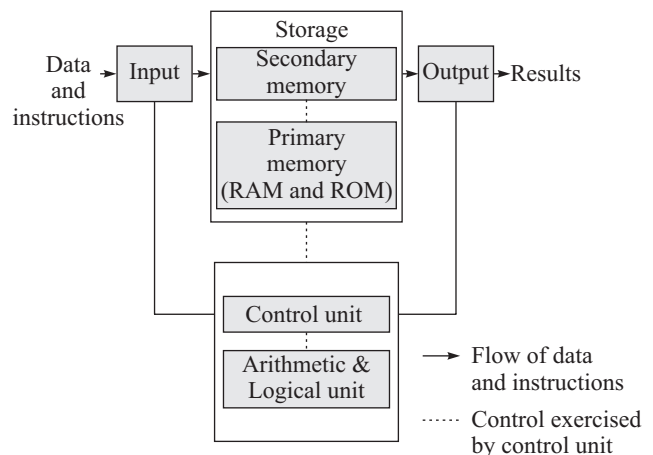 Storage
Data
and
instructions
Input
Secondary
memory
Output
Results
Primary
memory
(RAM and ROM)
Control unit
Arithmetic &
Logical unit
Flow of data
and instructions
Control exercised
by control unit